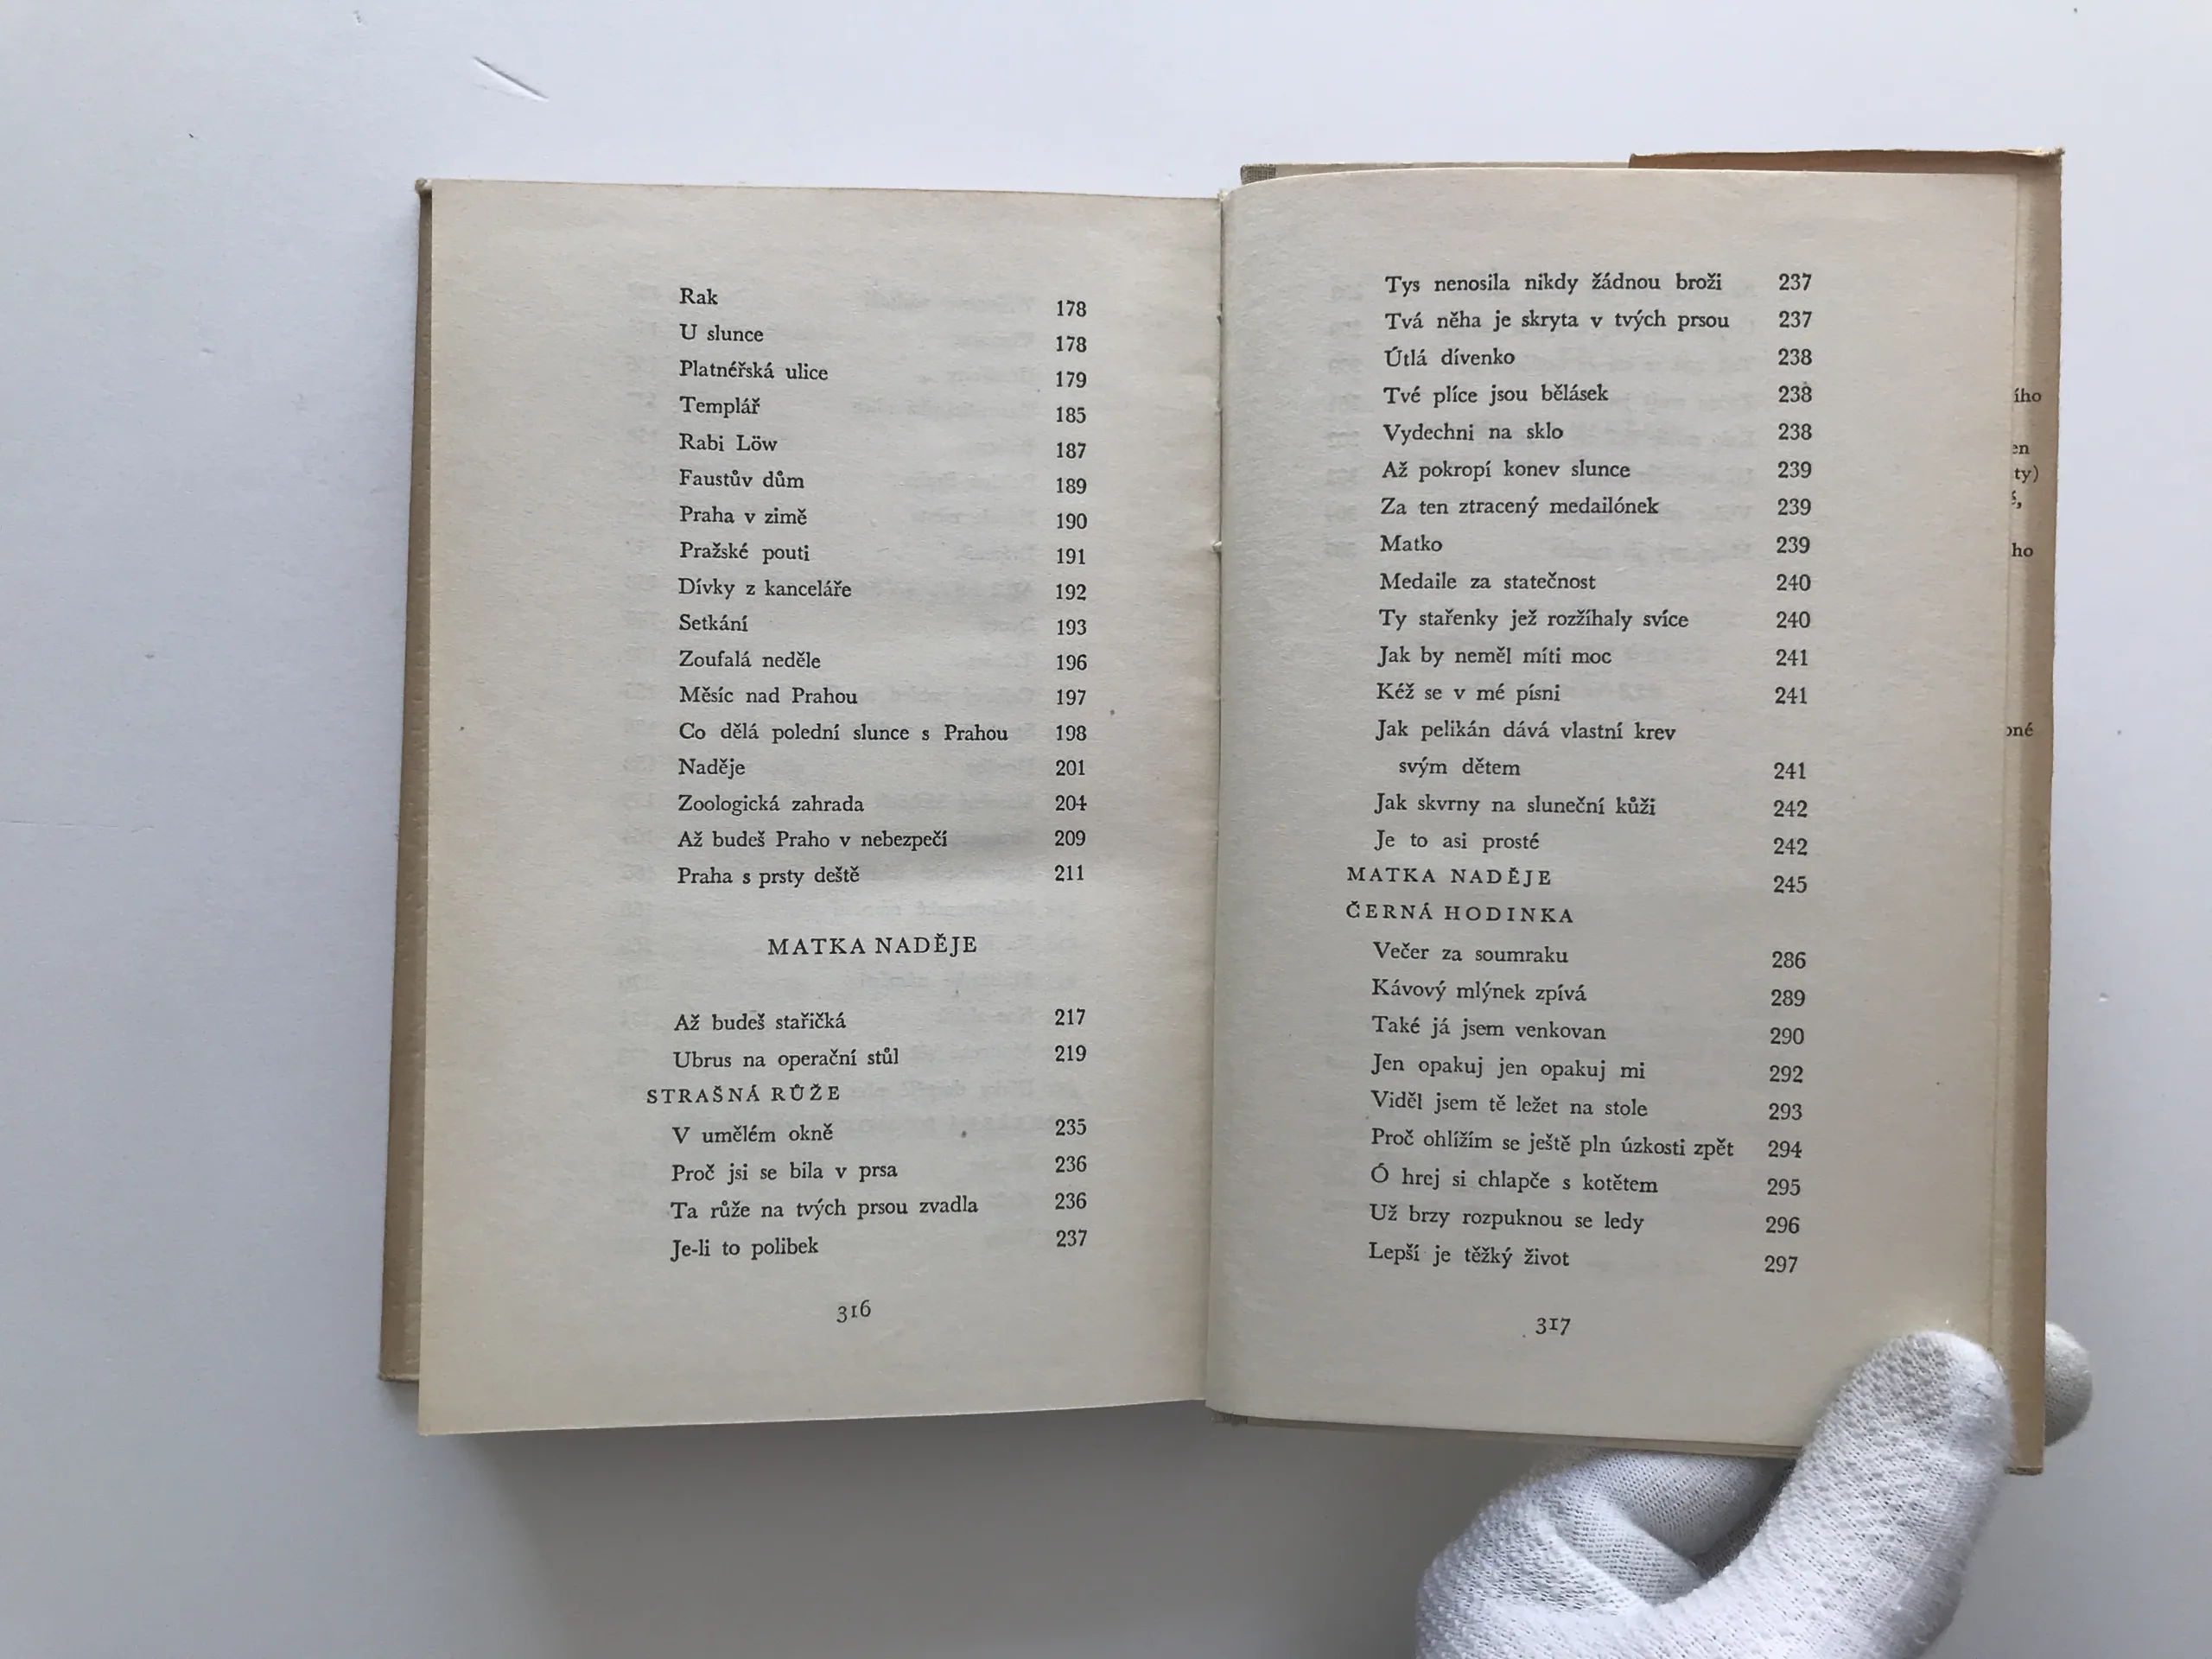 Rak 178
U slunce 178
Platnéřská ulice 179
Templář 185
Rabi Löw 187
Faustův dům 189
Praha v zimě 190
Pražské pouti 191
Dívky z kanceláře 192
Setkání 193
Zoufalá neděle 196
Měsíc nad Prahou 197
Co dělá polední slunce s Prahou 198
Naděje 201
Zoologická zahrada 204
Až budeš Praho v nebezpečí 209
Praha s prsty deště 211
MATKA NADĚJE
Až budeš stařičká 217
Ubrus na operační stůl 219
STRAŠNÁ RŮŽE
V umělém okně 235
Proč jsi se bila v prsa 236
Ta růže na tvých prsou zvadla 236
Je-li to polibek 237
316
Tys nenosila nikdy žádnou broži 237
Tvá něha je skryta v tvých prsou 237
Útlá dívenko 238
Tvé plíce jsou bělásek 238
Vydechni na sklo 238
Až pokropí konev slunce 239
Za ten ztracený medailónek 239
Matko 239
Medaile za statečnost 240
Ty stařenky jež rozžíhaly svíce 240
Jak by neměl míti moc 241
Kéž se v mé písni 241
Jak pelikán dává vlastní krev
svým dětem 241
Jak skvrny na sluneční kůži 242
Je to asi prosté 242
MATKA NADĚJE 245
ČERNÁ HODINKA
Večer za soumraku 286
Kávový mlýnek zpívá 289
Také já jsem venkovan 290
Jen opakuj jen opakuj mi 292
Viděl jsem tě ležet na stole 293
Proč ohlížím se ještě pln úzkosti zpět 294
Ó hrej si chlapče s kotětem 295
Už brzy rozpuknou se ledy 296
Lepší je těžký život 297
317